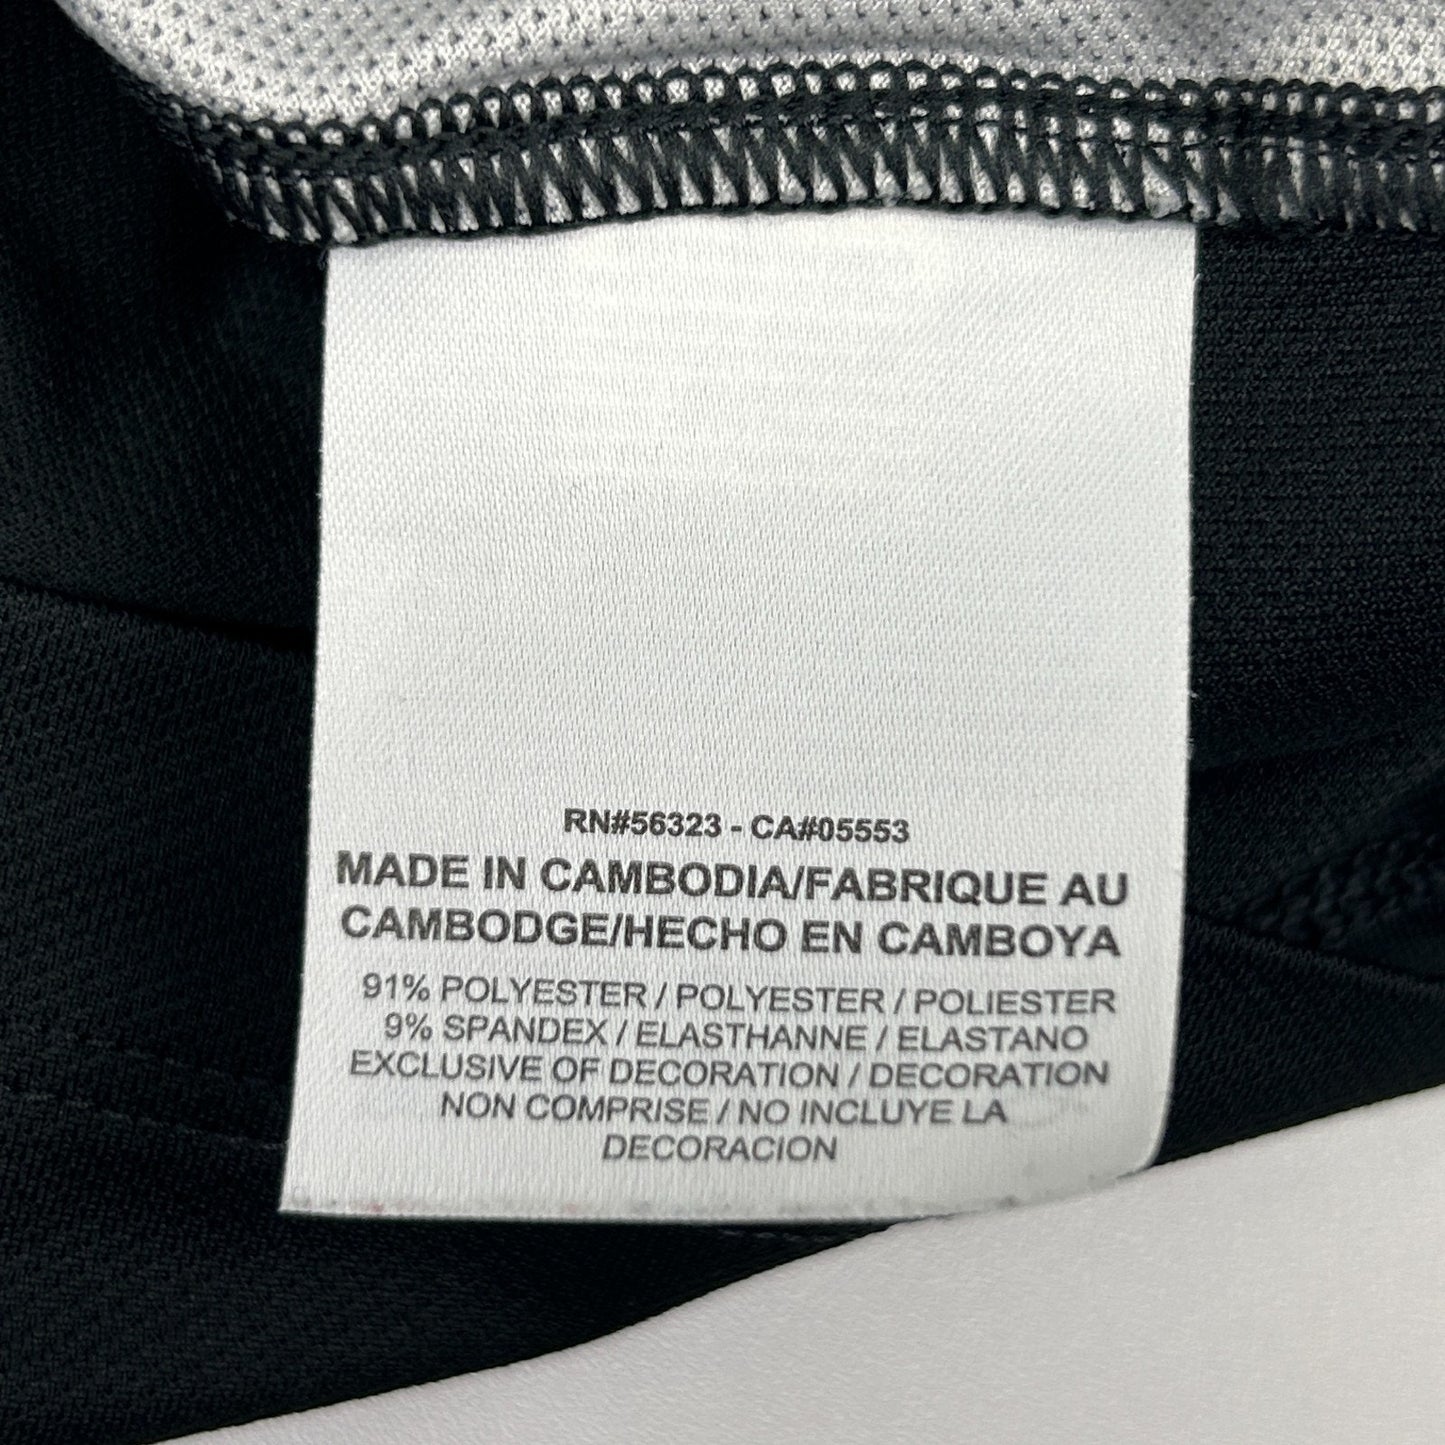 RN#56323 - CA#05553
MADE IN CAMBODIA/FABRIQUE AU
CAMBODGE/HECHO EN CAMBOYA
91% POLYESTER / POLYESTER / POLIESTER
9% SPANDEX / ELASTHANNE / ELASTANO
EXCLUSIVE OF DECORATION / DECORATION
NON COMPRISE / NO INCLUYE LA
DECORACION